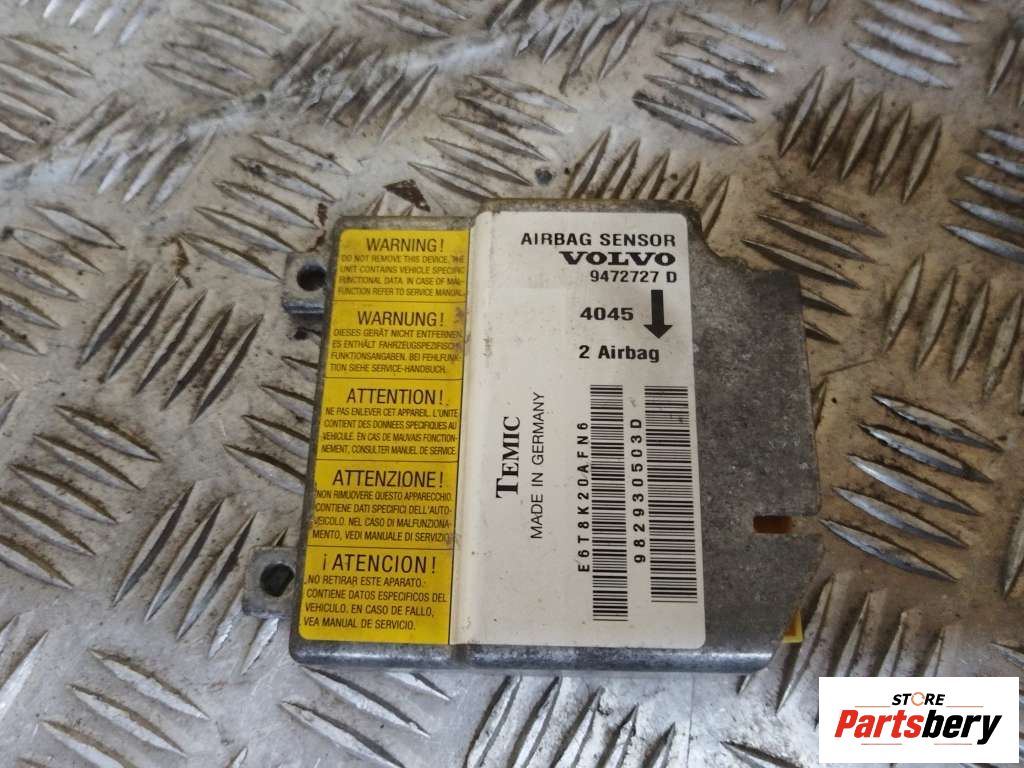 WARNING!
DO NOT REMOVE THIS DEVICE, THE
UNIT CONTAINS VEHICLE SPECIFIC
FUNCTIONAL DATA. IN CASE OF MAL-
FUNCTION REFER TO SERVICE MANUAL.
WARNUNG!
DIESES GERÄT NICHT ENTFERNEN
ES ENTHÄLT FAHRZEUGSPEZIFISCHE
FUNKTIONSANGABEN. BEI FEHLFUNK-
TION SIEHE SERVICE-HANDBUCH.
ATTENTION!
NE PAS ENLEVER CET APPAREIL. L'UNITE
CONTIENT DES DONNEES SPECIFIQUES AU
VEHICULE. EN CAS DE MAUVAIS FONCTION-
NEMENT, CONSULTER MANUEL DE SERVICE.
ATTENZIONE!
NON RIMUOVERE QUESTO APPARECCHIO.
CONTIENE DATI SPECIFICI DELL'AUTO-
VEICOLO. NEL CASO DI MALFUNZIONA-
MENTO, VEDI MANUALE DI SERVIZIO
¡ATENCION!
NO RETIRAR ESTE APARATO.
CONTIENE DATOS ESPECIFICOS DEL
VEHICULO. EN CASO DE FALLO,
VEA MANUAL DE SERVICIO.
AIRBAG SENSOR
VOLVO
9472727 D
4045
2 Airbag
TEMIC
MADE IN GERMANY
E6T8K20AFN6
982930503D
STORE
Partsbery